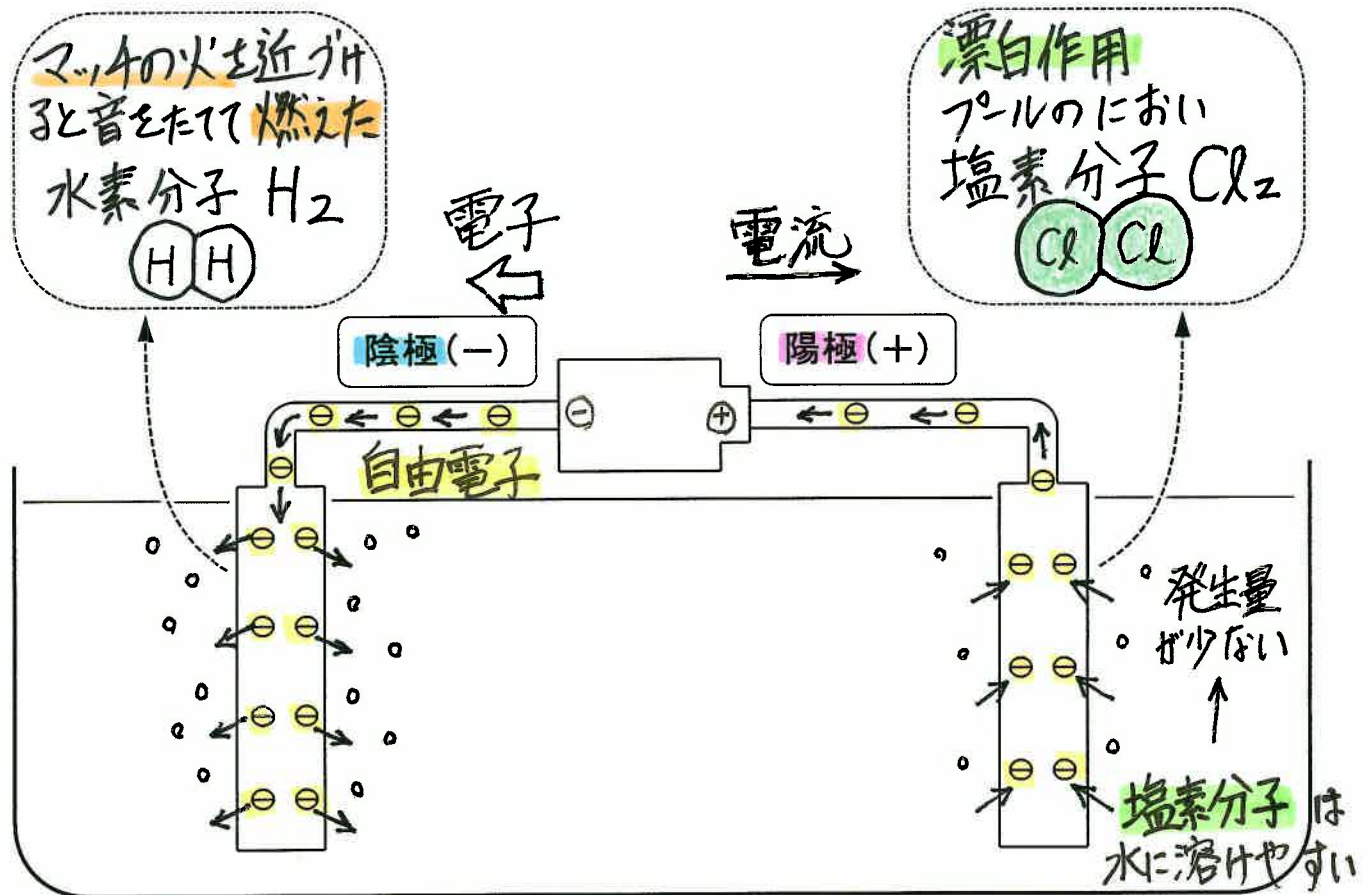 マッチの火を近づけ
ると音をたてて燃えた
水素分子 H₂
H H
漂白作用
プールのにおい
塩素分子 Cl₂
Cl Cl
電子
電流
陰極(－)
陽極(＋)
⊖ ⊖ ⊖ ⊖ ⊕ ⊖ ⊖
⊖
自由電子
⊖
⊖ ⊖
⊖ ⊖
⊖ ⊖
⊖ ⊖
⊖ ⊖
⊖ ⊖
⊖ ⊖
発生量
が少ない
塩素分子は
水に溶けやすい